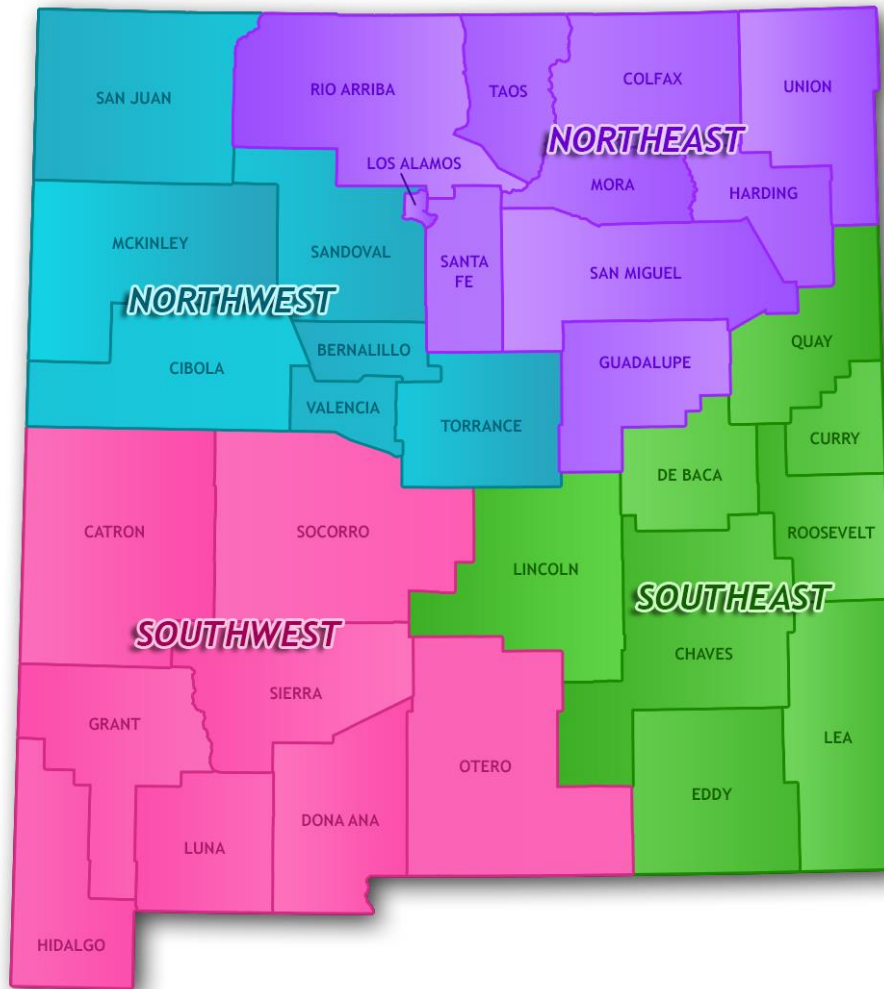 SAN JUAN
RIO ARRIBA
TAOS
COLFAX
UNION
NORTHEAST
LOS ALAMOS
MORA
HARDING
MCKINLEY
SANDOVAL
SANTA
FE
SAN MIGUEL
NORTHWEST
BERNALILLO
QUAY
CIBOLA
GUADALUPE
VALENCIA
TORRANCE
CURRY
DE BACA
CATRON
SOCORRO
ROOSEVELT
LINCOLN
SOUTHEAST
SOUTHWEST
CHAVES
SIERRA
GRANT
LEA
OTERO
EDDY
DONA ANA
LUNA
HIDALGO